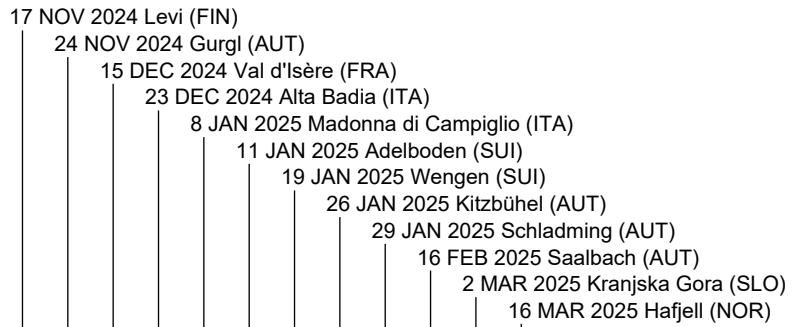 17 NOV 2024 Levi (FIN)
24 NOV 2024 Gurgl (AUT)
15 DEC 2024 Val d'Isère (FRA)
23 DEC 2024 Alta Badia (ITA)
8 JAN 2025 Madonna di Campiglio (ITA)
11 JAN 2025 Adelboden (SUI)
19 JAN 2025 Wengen (SUI)
26 JAN 2025 Kitzbühel (AUT)
29 JAN 2025 Schladming (AUT)
16 FEB 2025 Saalbach (AUT)
2 MAR 2025 Kranjska Gora (SLO)
16 MAR 2025 Hafjell (NOR)